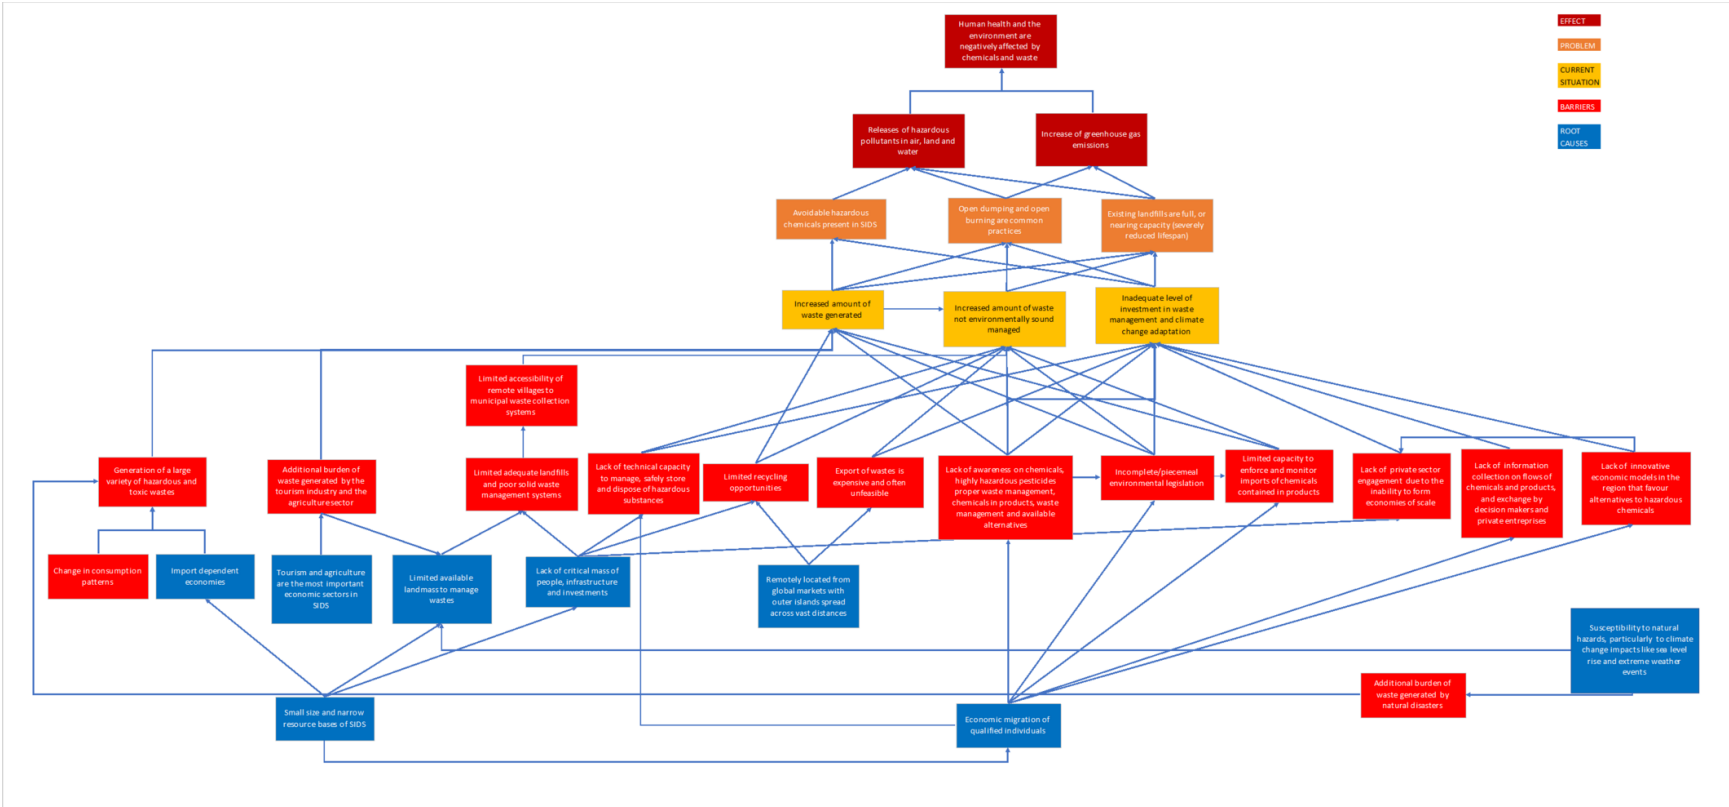 Human health and the
environment are
negatively affected by
chemicals and waste
EFFECT
PROBLEM
CURRENT
SITUATION
BARRIERS
ROOT
CAUSES
Releases of hazardous
pollutants in air, land and
water
Increase of greenhouse gas
emissions
Avoidable hazardous
chemicals present in SIDS
Open dumping and open
burning are common
practices
Existing landfills are full, or
nearing capacity (severely
reduced lifespan)
Increased amount of
waste generated
Increased amount of waste
not environmentally sound
managed
Inadequate level of
investment in waste
management and climate
change adaptation
Limited accessibility of
remote villages to
municipal waste collection
systems
Generation of a large
variety of hazardous and
toxic wastes
Additional burden of
waste generated by the
tourism industry and the
agriculture sector
Limited adequate landfills
and poor solid waste
management systems
Lack of technical capacity
to manage, safely store
and dispose of hazardous
substances
Limited recycling
opportunities
Export of wastes is
expensive and often
unfeasible
Lack of awareness on chemicals,
highly hazardous pesticides
proper waste management,
chemicals in products, waste
management and available
alternatives
Incomplete/piecemeal
environmental legislation
Limited capacity to
enforce and monitor
imports of chemicals
contained in products
Lack of private sector
engagement due to the
inability to form
economies of scale
Lack of information
collection on flows of
chemicals and products,
and exchange by
decision makers and
private entreprises
Lack of innovative
economic models in the
region that favour
alternatives to hazardous
chemicals
Change in consumption
patterns
Import dependent
economies
Tourism and agriculture
are the most important
economic sectors in
SIDS
Limited available
landmass to manage
wastes
Lack of critical mass of
people, infrastructure
and investments
Remotely located from
global markets with
outer islands spread
across vast distances
Susceptibility to natural
hazards, particularly to climate
change impacts like sea level
rise and extreme weather
events
Additional burden of
waste generated by
natural disasters
Small size and narrow
resource bases of SIDS
Economic migration of
qualified individuals